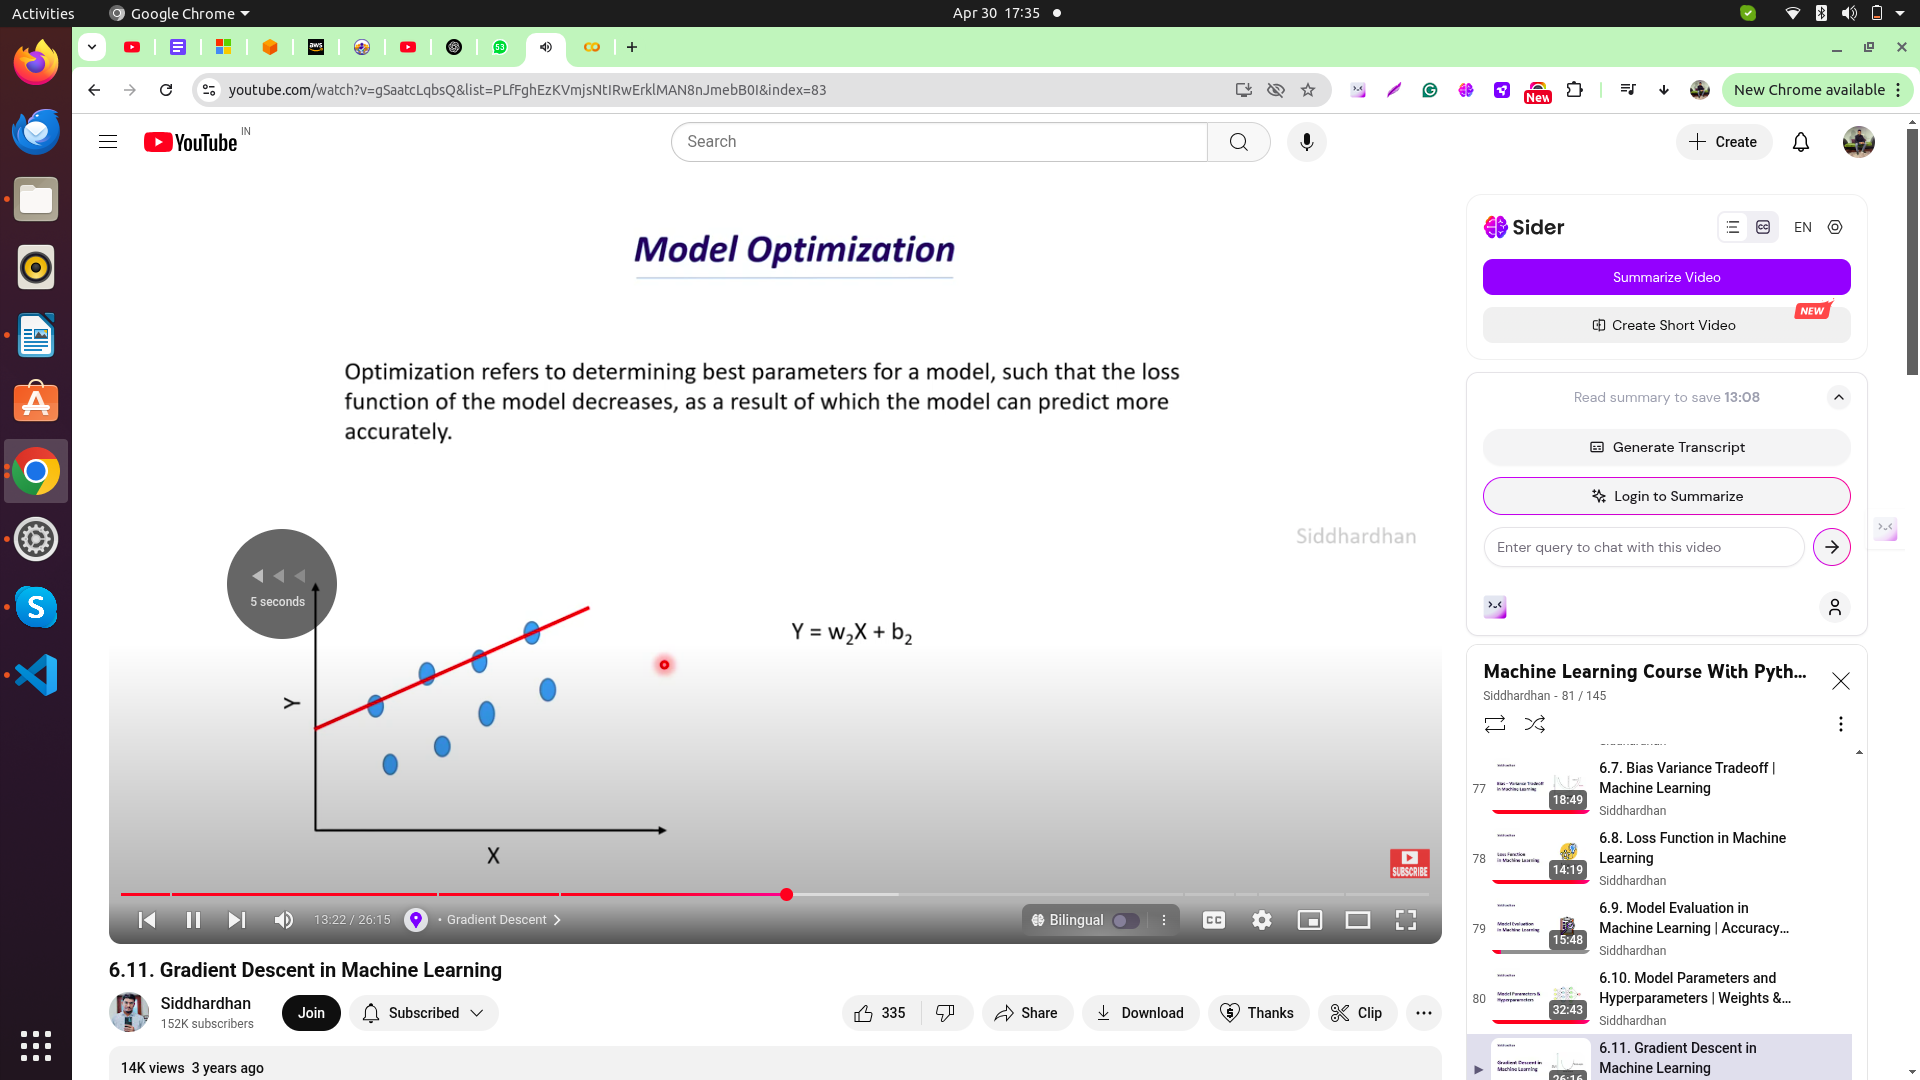 Activities
Google Chrome
Apr 30 17:35
53
youtube.com/watch?v=gSaatcLqbsQ&list=PLfFghEzKVmjsNtIRwErklMAN8nJmebB0I&index=83
New
New Chrome available
YouTube
IN
Search
Create
Model Optimization
Optimization refers to determining best parameters for a model, such that the loss
function of the model decreases, as a result of which the model can predict more
accurately.
Siddhardhan
5 seconds
Y = w2X + b2
Y
X
SUBSCRIBE
13:22 / 26:15
• Gradient Descent
Bilingual
CC
6.11. Gradient Descent in Machine Learning
Siddhardhan
152K subscribers
Join
Subscribed
335
Share
Download
Thanks
Clip
14K views 3 years ago
Sider
EN
Summarize Video
NEW
Create Short Video
Read summary to save 13:08
Generate Transcript
Login to Summarize
Enter query to chat with this video
Machine Learning Course With Pyth...
Siddhardhan - 81 / 145
77
18:49
6.7. Bias Variance Tradeoff |
Machine Learning
Siddhardhan
78
14:19
6.8. Loss Function in Machine
Learning
Siddhardhan
79
15:48
6.9. Model Evaluation in
Machine Learning | Accuracy...
Siddhardhan
80
32:43
6.10. Model Parameters and
Hyperparameters | Weights &...
Siddhardhan
26:16
6.11. Gradient Descent in
Machine Learning